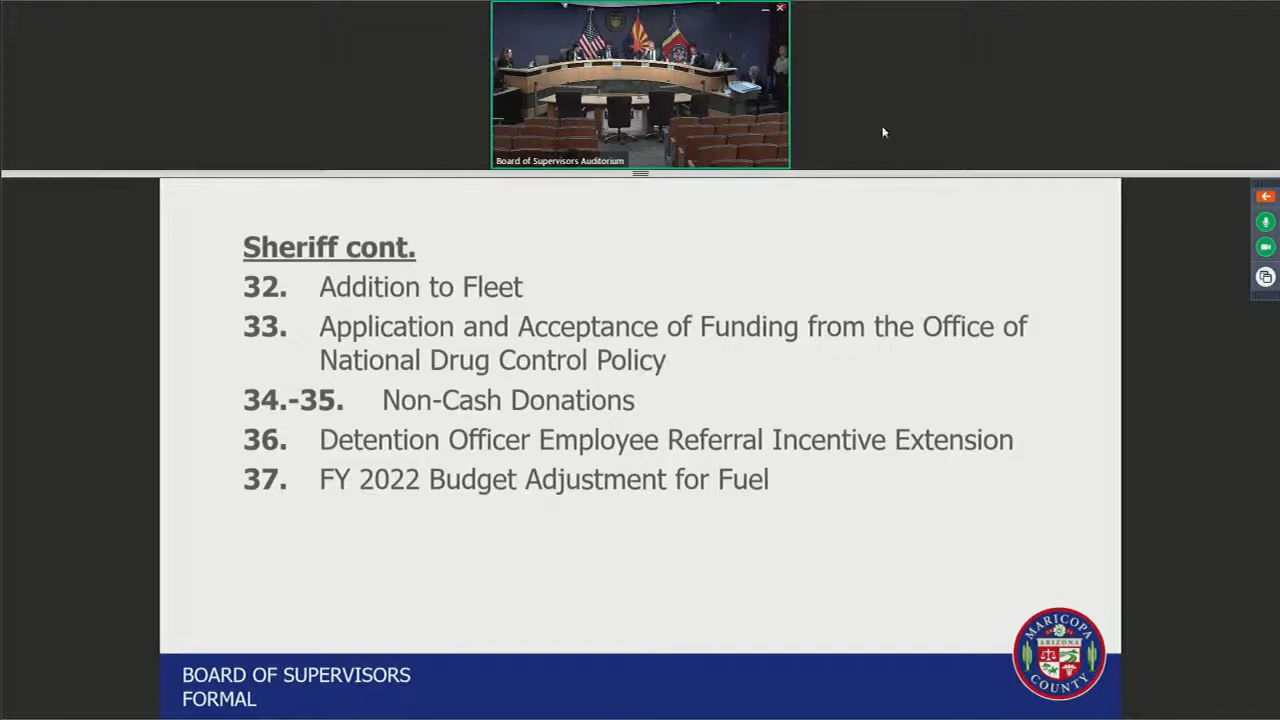 Board of Supervisors Auditorium
Sheriff cont.
32. Addition to Fleet
33. Application and Acceptance of Funding from the Office of
National Drug Control Policy
34.-35. Non-Cash Donations
36. Detention Officer Employee Referral Incentive Extension
37. FY 2022 Budget Adjustment for Fuel
BOARD OF SUPERVISORS
FORMAL
MARICOPA
ARIZONA
COUNTY